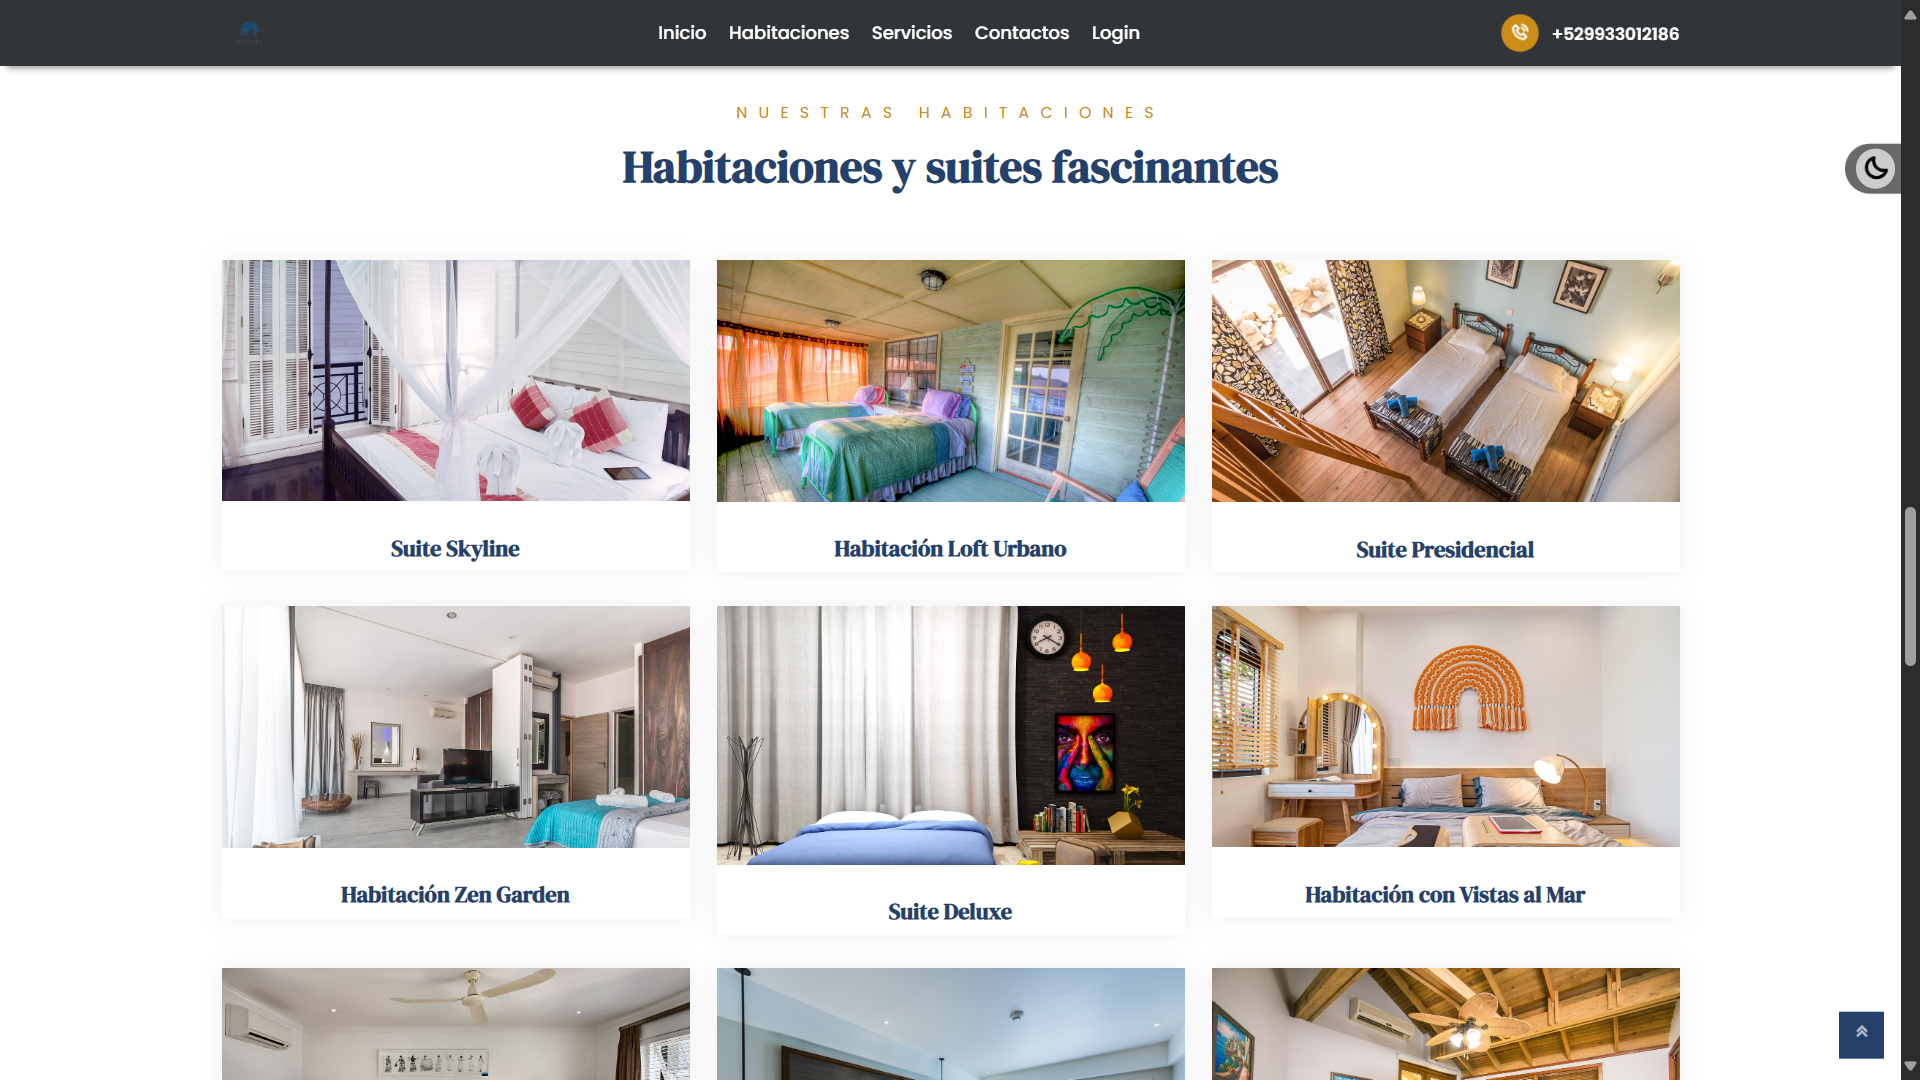 HOTEL
Inicio Habitaciones Servicios Contactos Login
+529933012186
NUESTRAS HABITACIONES
Habitaciones y suites fascinantes
Suite Skyline
Habitación Loft Urbano
Suite Presidencial
Habitación Zen Garden
Suite Deluxe
Habitación con Vistas al Mar